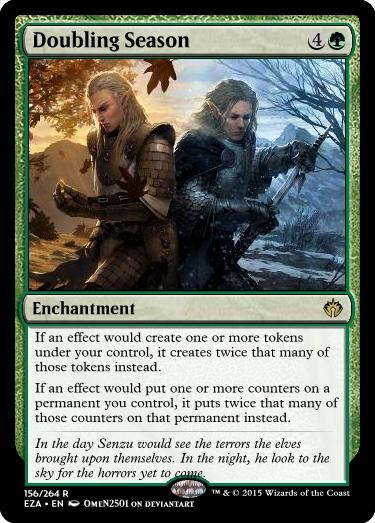 Doubling Season 4
Enchantment
If an effect would create one or more tokens
under your control, it creates twice that many of
those tokens instead.
If an effect would put one or more counters on a
permanent you control, it puts twice that many of
those counters on that permanent instead.
In the day Senzu would see the terrors the elves
brought upon themselves. In the night, he look to the
sky for the horrors yet to come.
156/264 R ™ & © 2015 Wizards of the Coast
EZA • EN OMEN2501 ON DEVIANTART